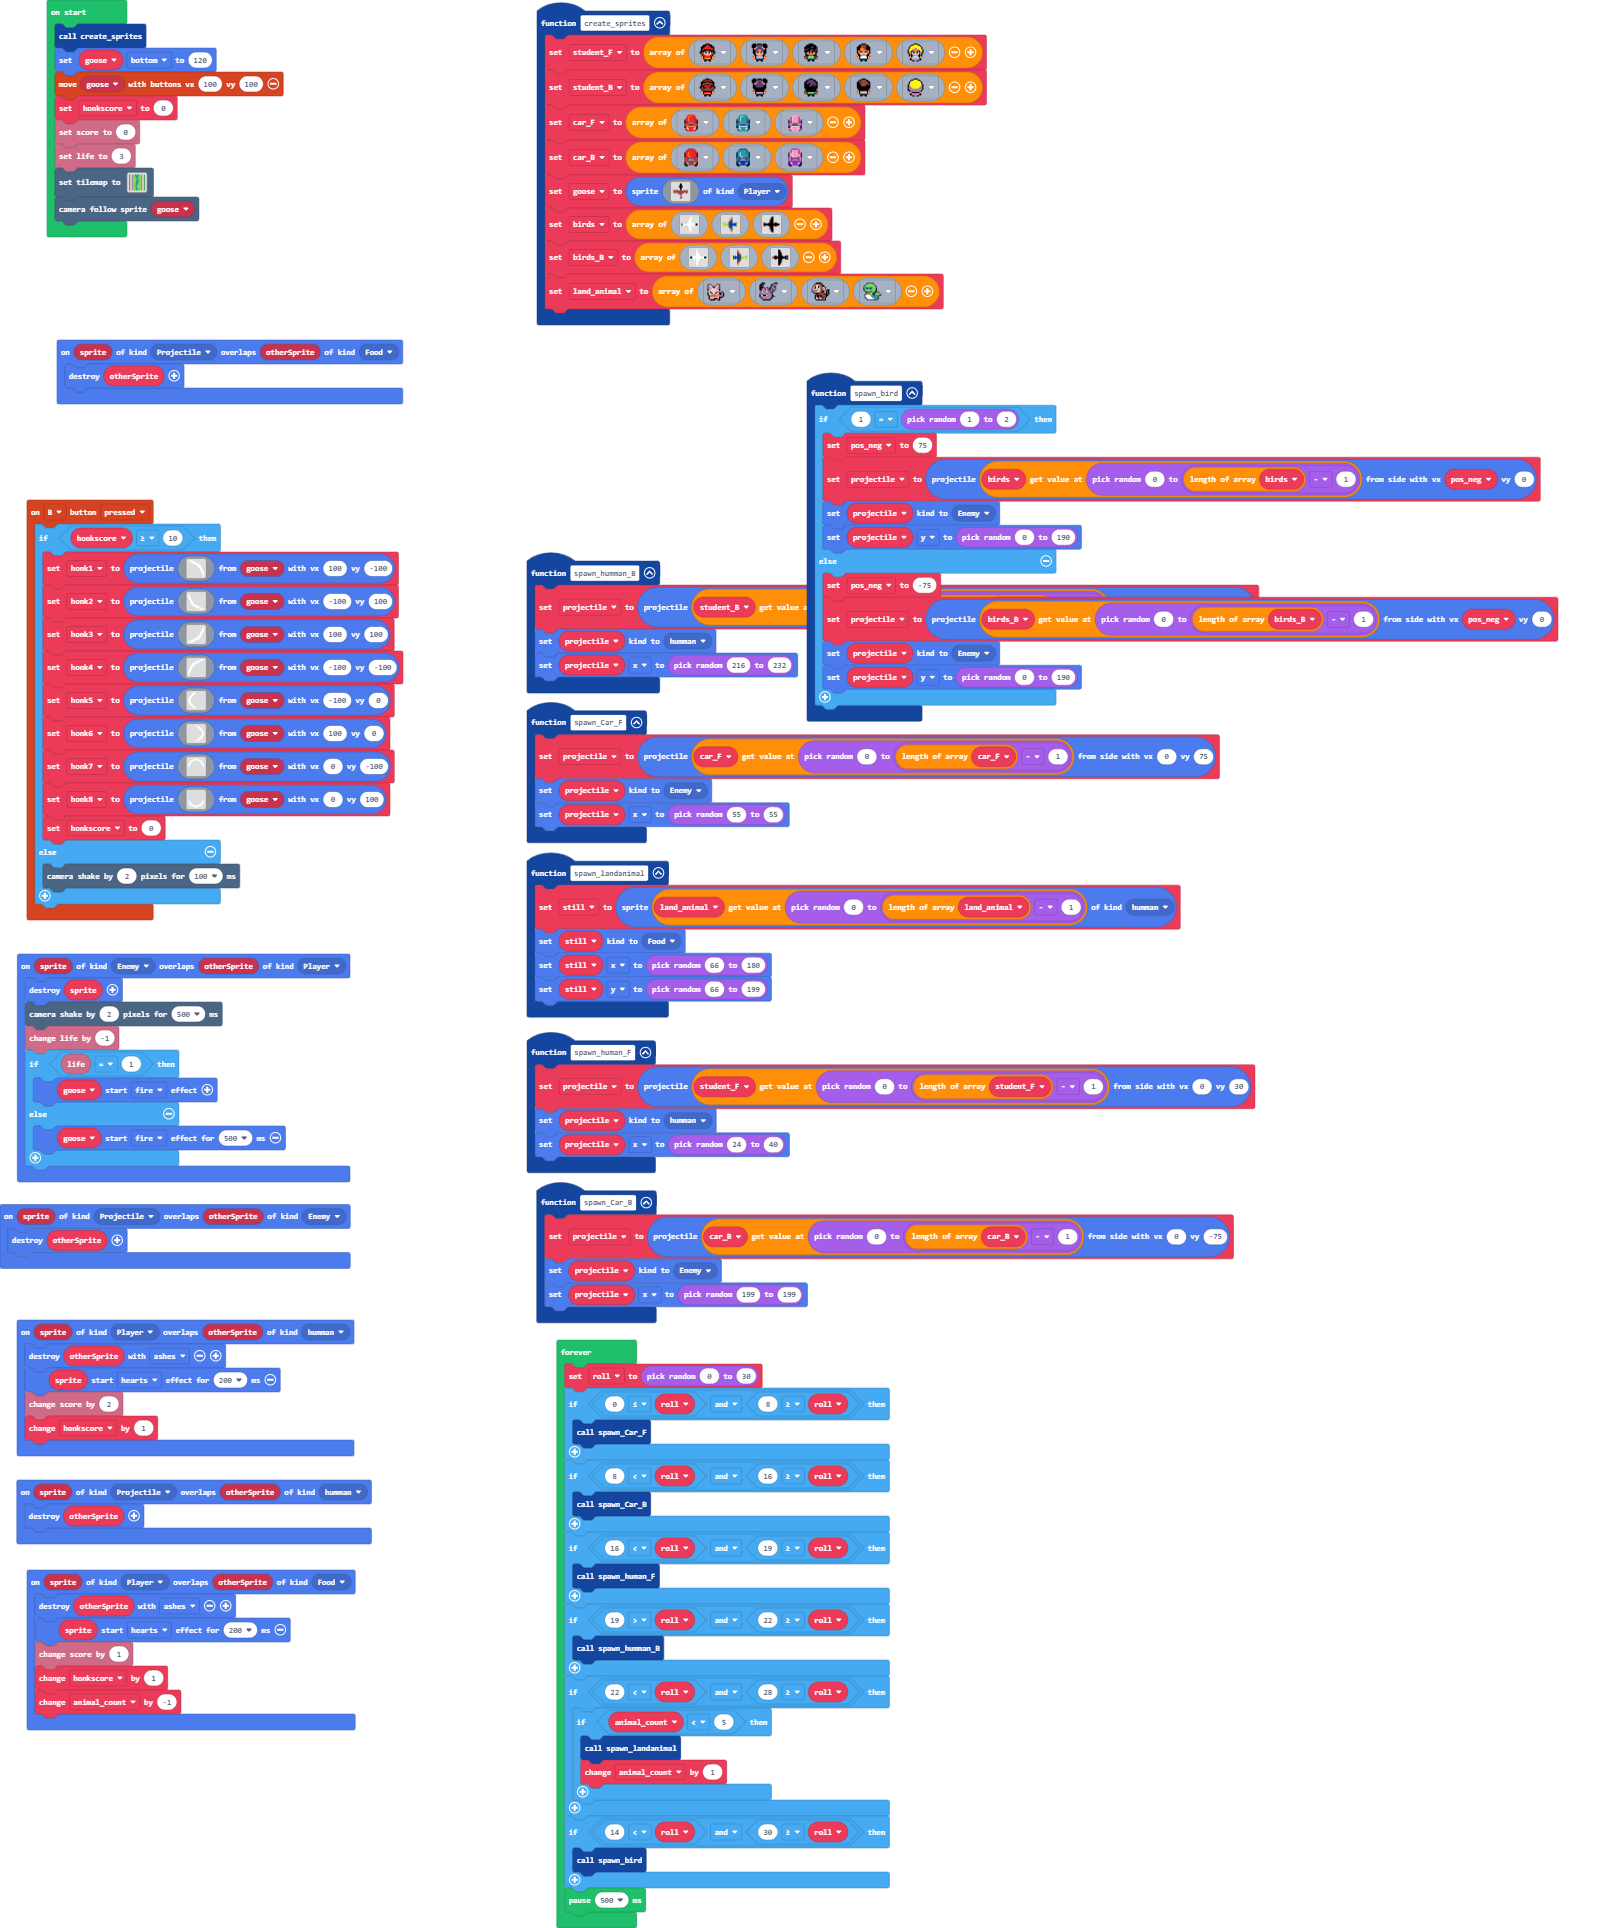 on start
call create_sprites
set goose bottom to 120
move goose with buttons vx 100 vy 100
set honkscore to 0
set score to 0
set life to 3
set tilemap to
camera follow sprite goose
on sprite of kind Projectile overlaps otherSprite of kind Food
destroy otherSprite
on B button pressed
if honkscore ≥ 10 then
set honk1 to projectile from goose with vx 100 vy -100
set honk2 to projectile from goose with vx -100 vy 100
set honk3 to projectile from goose with vx 100 vy 100
set honk4 to projectile from goose with vx -100 vy -100
set honk5 to projectile from goose with vx -100 vy 0
set honk6 to projectile from goose with vx 100 vy 0
set honk7 to projectile from goose with vx 0 vy -100
set honk8 to projectile from goose with vx 0 vy 100
set honkscore to 0
else
camera shake by 2 pixels for 100 ms
on sprite of kind Enemy overlaps otherSprite of kind Player
destroy sprite
camera shake by 2 pixels for 500 ms
change life by -1
if life = 1 then
goose start fire effect
else
goose start fire effect for 500 ms
on sprite of kind Projectile overlaps otherSprite of kind Enemy
destroy otherSprite
on sprite of kind Player overlaps otherSprite of kind humman
destroy otherSprite with ashes
sprite start hearts effect for 200 ms
change score by 2
change honkscore by 1
on sprite of kind Projectile overlaps otherSprite of kind humman
destroy otherSprite
on sprite of kind Player overlaps otherSprite of kind Food
destroy otherSprite with ashes
sprite start hearts effect for 200 ms
change score by 1
change honkscore by 1
change animal_count by -1
function create_sprites
set student_F to array of
set student_B to array of
set car_F to array of
set car_B to array of
set goose to sprite of kind Player
set birds to array of
set birds_B to array of
set land_animal to array of
function spawn_bird
if 1 = pick random 1 to 2 then
set pos_neg to 75
set projectile to projectile birds get value at pick random 0 to length of array birds - 1 from side with vx pos_neg vy 0
set projectile kind to Enemy
set projectile y to pick random 0 to 190
else
set pos_neg to -75
set projectile to projectile birds_B get value at pick random 0 to length of array birds_B - 1 from side with vx pos_neg vy 0
set projectile kind to Enemy
set projectile y to pick random 0 to 190
function spawn_humman_B
set projectile to projectile student_B get value
set projectile kind to humman
set projectile x to pick random 216 to 232
function spawn_Car_F
set projectile to projectile car_F get value at pick random 0 to length of array car_F - 1 from side with vx 0 vy 75
set projectile kind to Enemy
set projectile x to pick random 55 to 55
function spawn_landanimal
set still to sprite land_animal get value at pick random 0 to length of array land_animal - 1 of kind humman
set still kind to Food
set still x to pick random 66 to 180
set still y to pick random 66 to 199
function spawn_human_F
set projectile to projectile student_F get value at pick random 0 to length of array student_F - 1 from side with vx 0 vy 30
set projectile kind to humman
set projectile x to pick random 24 to 40
function spawn_Car_B
set projectile to projectile car_B get value at pick random 0 to length of array car_B - 1 from side with vx 0 vy -75
set projectile kind to Enemy
set projectile x to pick random 199 to 199
forever
set roll to pick random 0 to 30
if 0 ≤ roll and 8 ≥ roll then
call spawn_Car_F
if 8 < roll and 16 ≥ roll then
call spawn_Car_B
if 16 < roll and 19 ≥ roll then
call spawn_human_F
if 19 > roll and 22 ≥ roll then
call spawn_humman_B
if 22 < roll and 28 ≥ roll then
if animal_count < 5 then
call spawn_landanimal
change animal_count by 1
if 14 < roll and 30 ≥ roll then
call spawn_bird
pause 500 ms